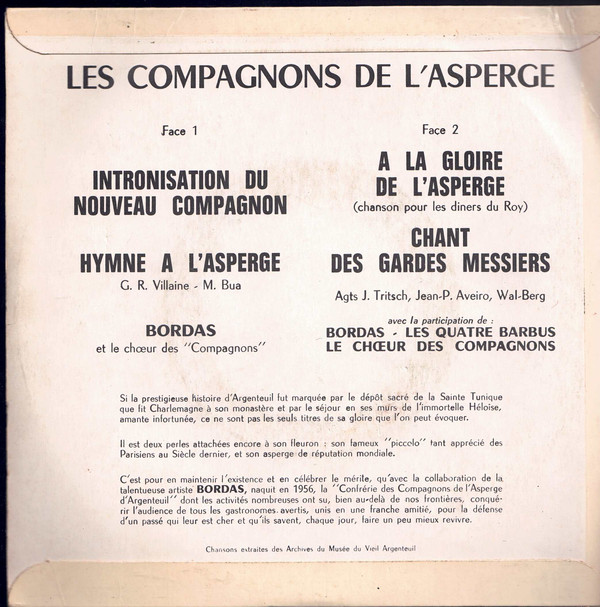 LES COMPAGNONS DE L'ASPERGE
Face 1
INTRONISATION DU
NOUVEAU COMPAGNON
HYMNE A L'ASPERGE
G. R. Villaine - M. Bua
BORDAS
et le chœur des "Compagnons"
Face 2
A LA GLOIRE
DE L'ASPERGE
(chanson pour les diners du Roy)
CHANT
DES GARDES MESSIERS
Agts J. Tritsch, Jean-P. Aveiro, Wal-Berg
avec la participation de :
BORDAS - LES QUATRE BARBUS
LE CHŒUR DES COMPAGNONS
Si la prestigieuse histoire d'Argenteuil fut marquée par le dépôt sacré de la Sainte Tunique
que fit Charlemagne à son monastère et par le séjour en ses murs de l'immortelle Héloïse,
amante infortunée, ce ne sont pas les seuls titres de sa gloire que l'on peut évoquer.
Il est deux perles attachées encore à son fleuron : son fameux "piccolo" tant apprécié des
Parisiens au Siècle dernier, et son asperge de réputation mondiale.
C'est pour en maintenir l'existence et en célébrer le mérite, qu'avec la collaboration de la
talentueuse artiste BORDAS, naquit en 1956, la "Confrérie des Compagnons de l'Asperge
d'Argenteuil" dont les activités nombreuses ont su, bien au-delà de nos frontières, conqué-
rir l'audience de tous les gastronomes avertis, unis en une franche amitié, pour la défense
d'un passé qui leur est cher et qu'ils savent, chaque jour, faire un peu mieux revivre.
Chansons extraites des Archives du Musée du Vieil Argenteuil